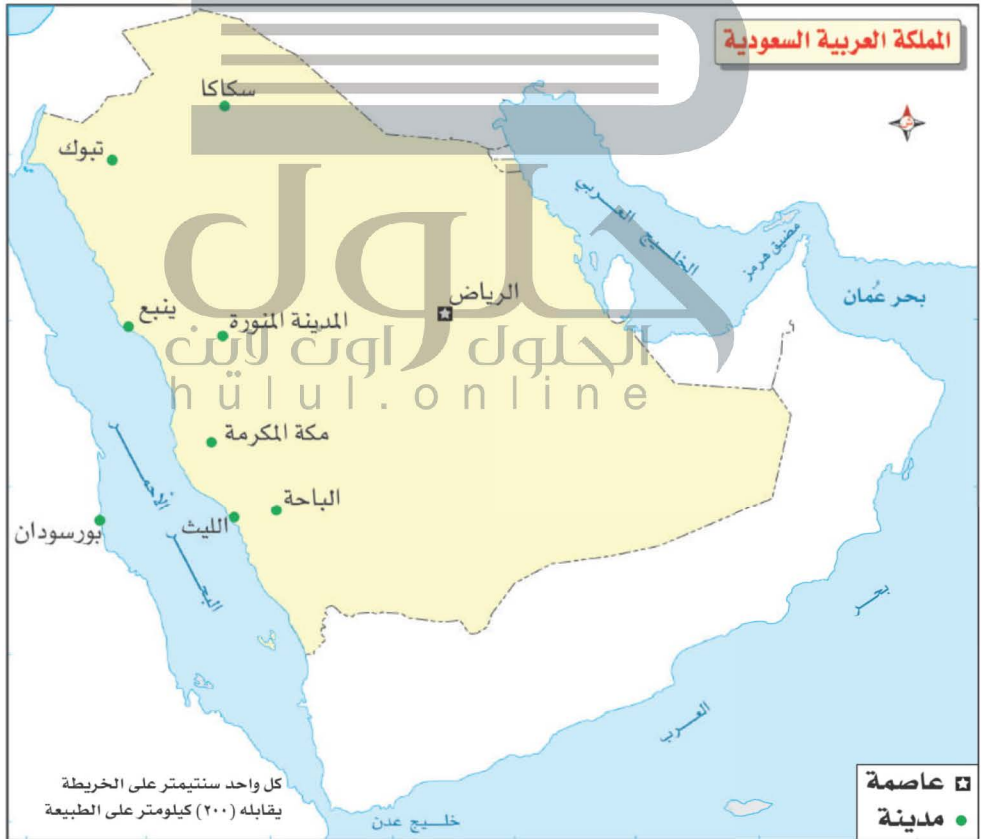 المملكة العربية السعودية
ش
سكاكا
تبوك
حلول
الخليج العربي
مضيق هرمز
بحر عُمان
الرياض
ينبع
المدينة المنورة
الحلول اون لاين
hulul.online
مكة المكرمة
الباحة
الليث
بورسودان
البحر الأحمر
بحر العرب
خليج عدن
كل واحد سنتيمتر على الخريطة
يقابله (٢٠٠) كيلومتر على الطبيعة
عاصمة
مدينة